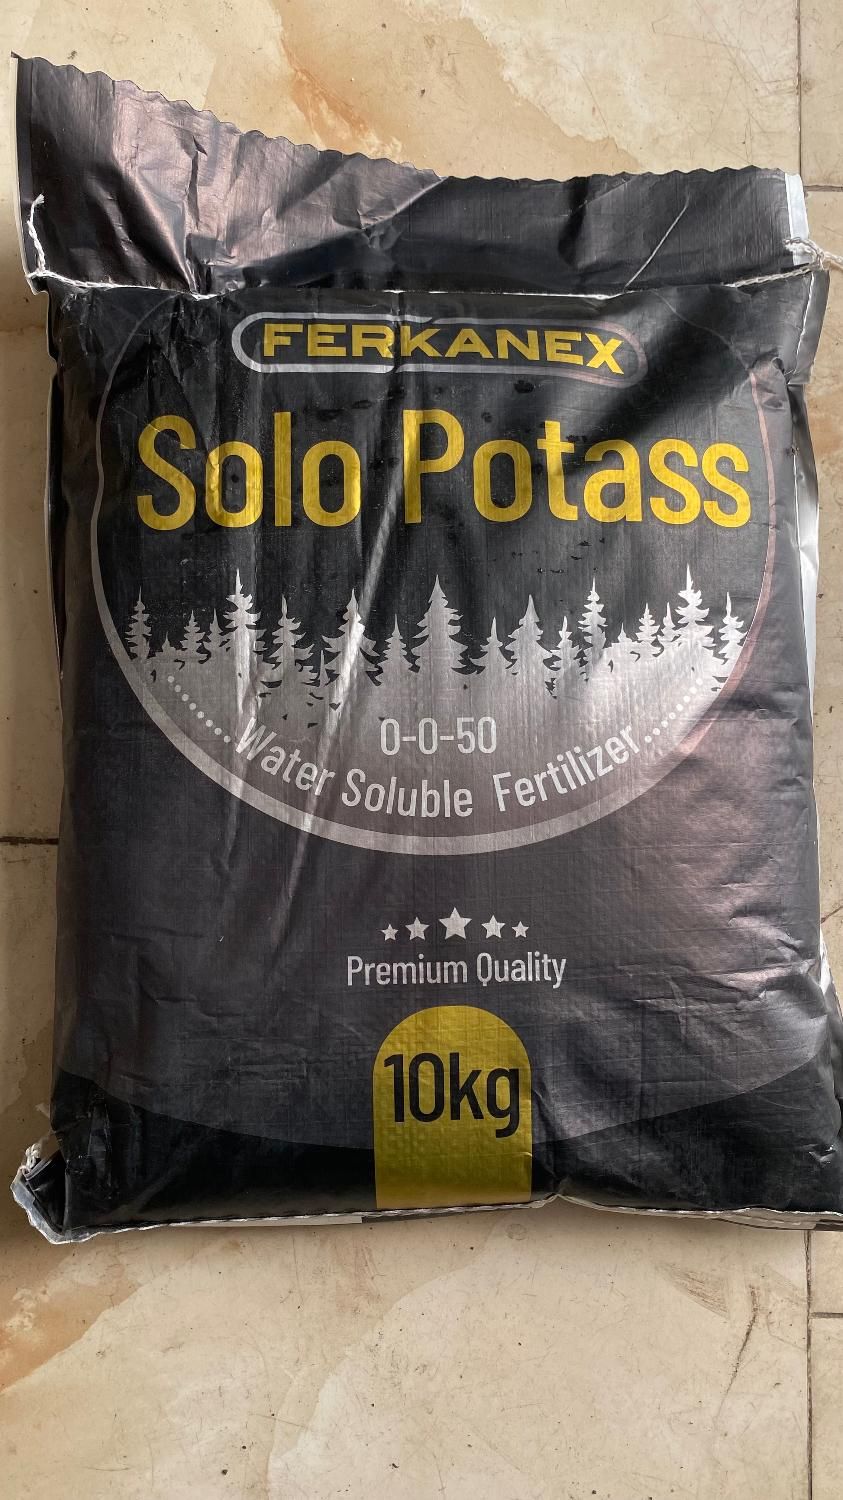 FERKANEX
Solo Potass
0-0-50
Water Soluble Fertilizer
Premium Quality
10kg